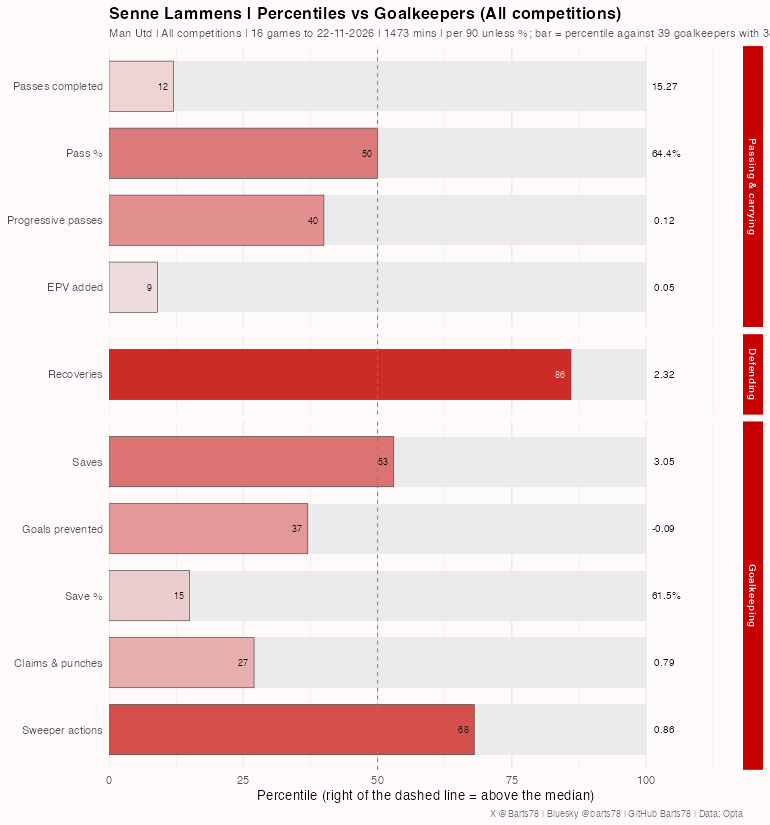 Senne Lammens | Percentiles vs Goalkeepers (All competitions)
Man Utd | All competitions | 16 games to 22-11-2026 | 1473 mins | per 90 unless %; bar = percentile against 39 goalkeepers with
Passes completed 12 15.27
Pass % 50 64.4%
Progressive passes 40 0.12
EPV added 9 0.05
Passing & carrying
Recoveries 86 2.32
Defending
Saves 53 3.05
Goals prevented 37 -0.09
Save % 15 61.5%
Claims & punches 27 0.79
Sweeper actions 68 0.86
Goalkeeping
0 25 50 75 100
Percentile (right of the dashed line = above the median)
X @Barts78 | Bluesky @barts78 | GitHub Barts78 | Data: Opta